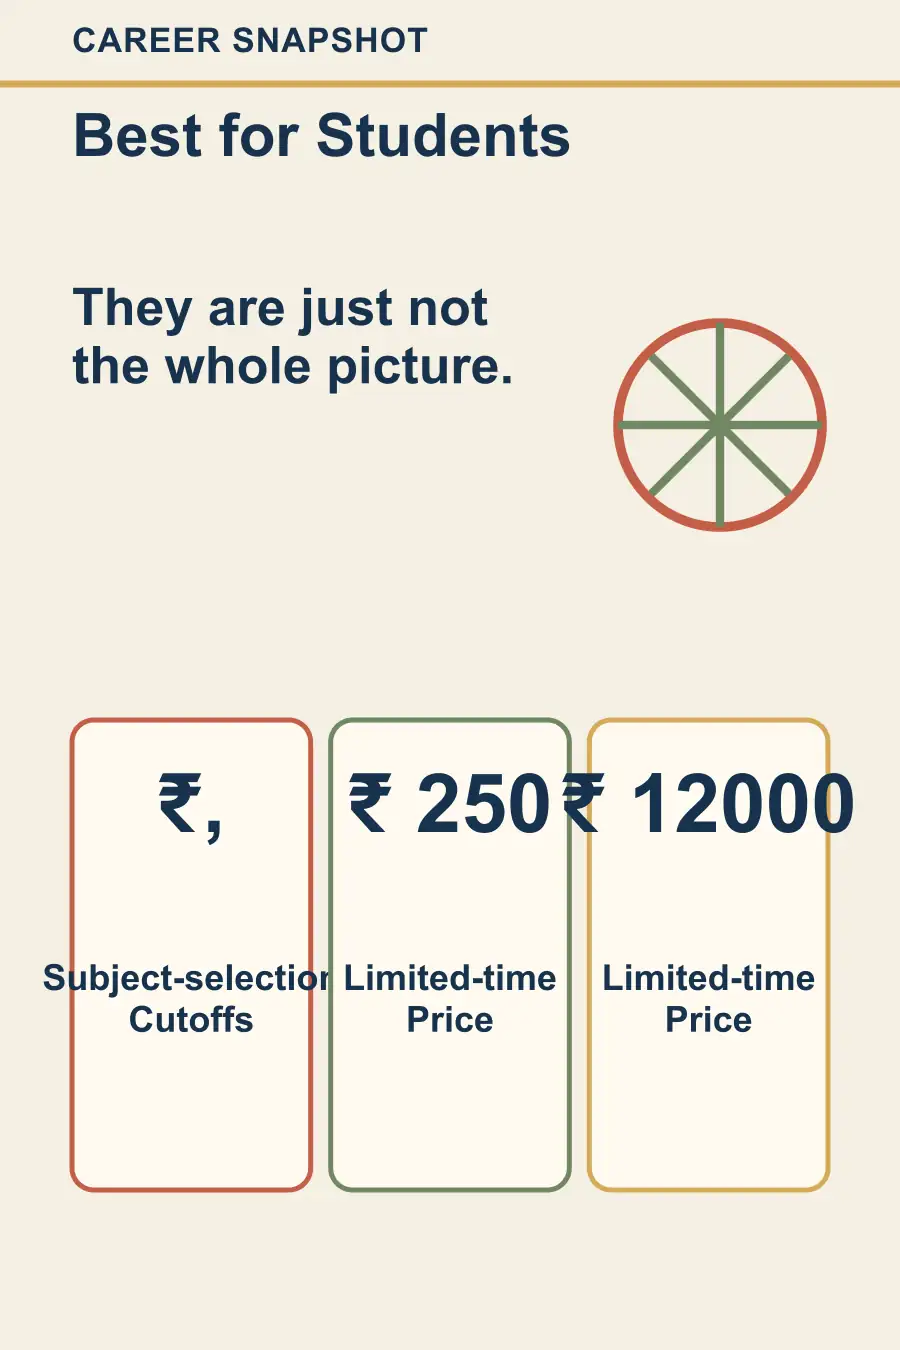 CAREER SNAPSHOT
Best for Students
They are just not
the whole picture.
₹,
₹ 250
₹ 12000
Subject-selection
Cutoffs
Limited-time
Price
Limited-time
Price